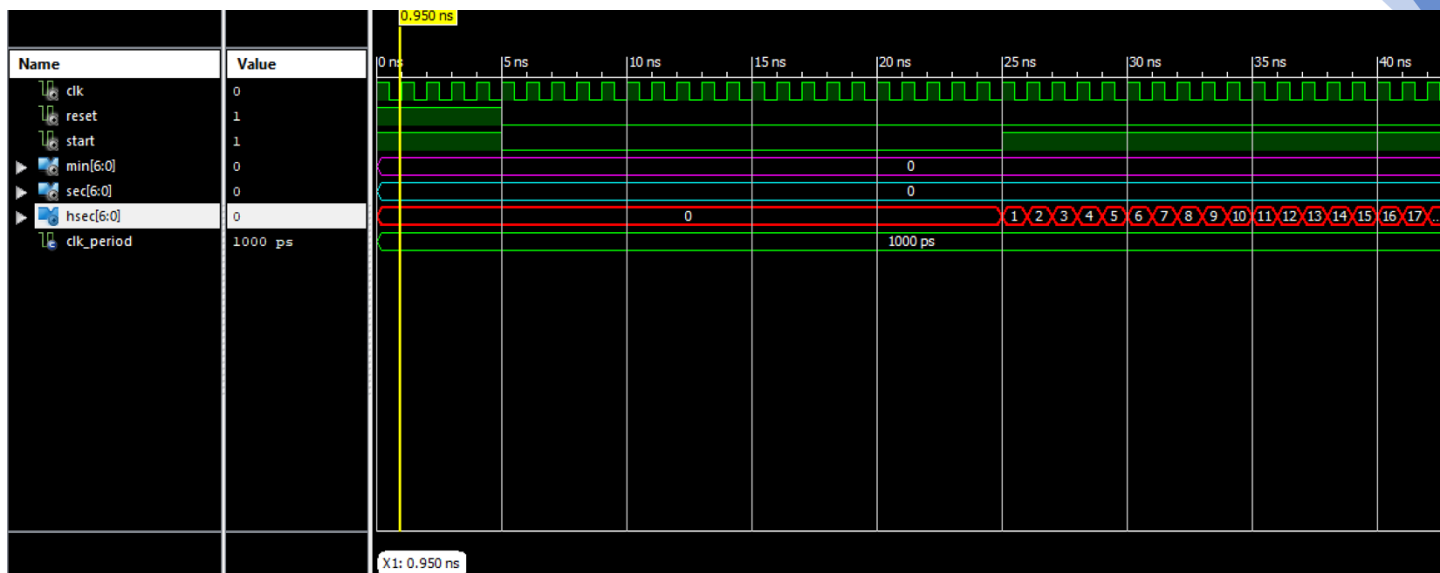 0.950 ns
Name Value 0 ns 5 ns 10 ns 15 ns 20 ns 25 ns 30 ns 35 ns 40 ns
clk 0
reset 1
start 1
min[6:0] 0 0
sec[6:0] 0 0
hsec[6:0] 0 0 1 2 3 4 5 6 7 8 9 10 11 12 13 14 15 16 17 ...
clk_period 1000 ps 1000 ps
X1: 0.950 ns